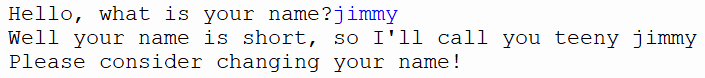 Hello, what is your name?jimmy
Well your name is short, so I'll call you teeny jimmy
Please consider changing your name!